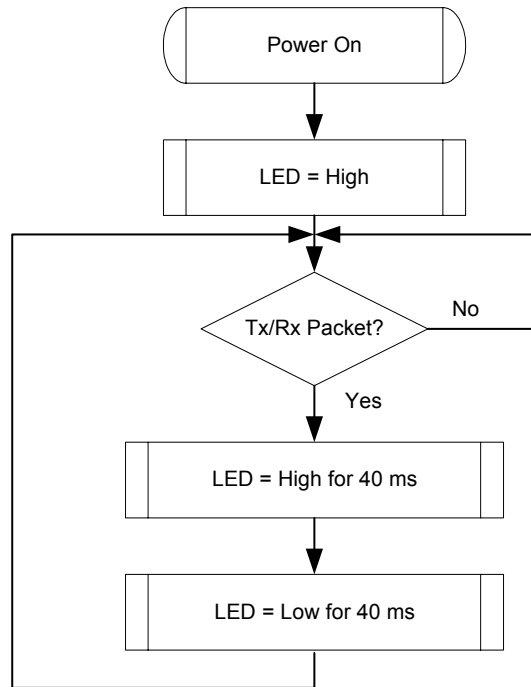 Power On
LED = High
Tx/Rx Packet?
No
Yes
LED = High for 40 ms
LED = Low for 40 ms